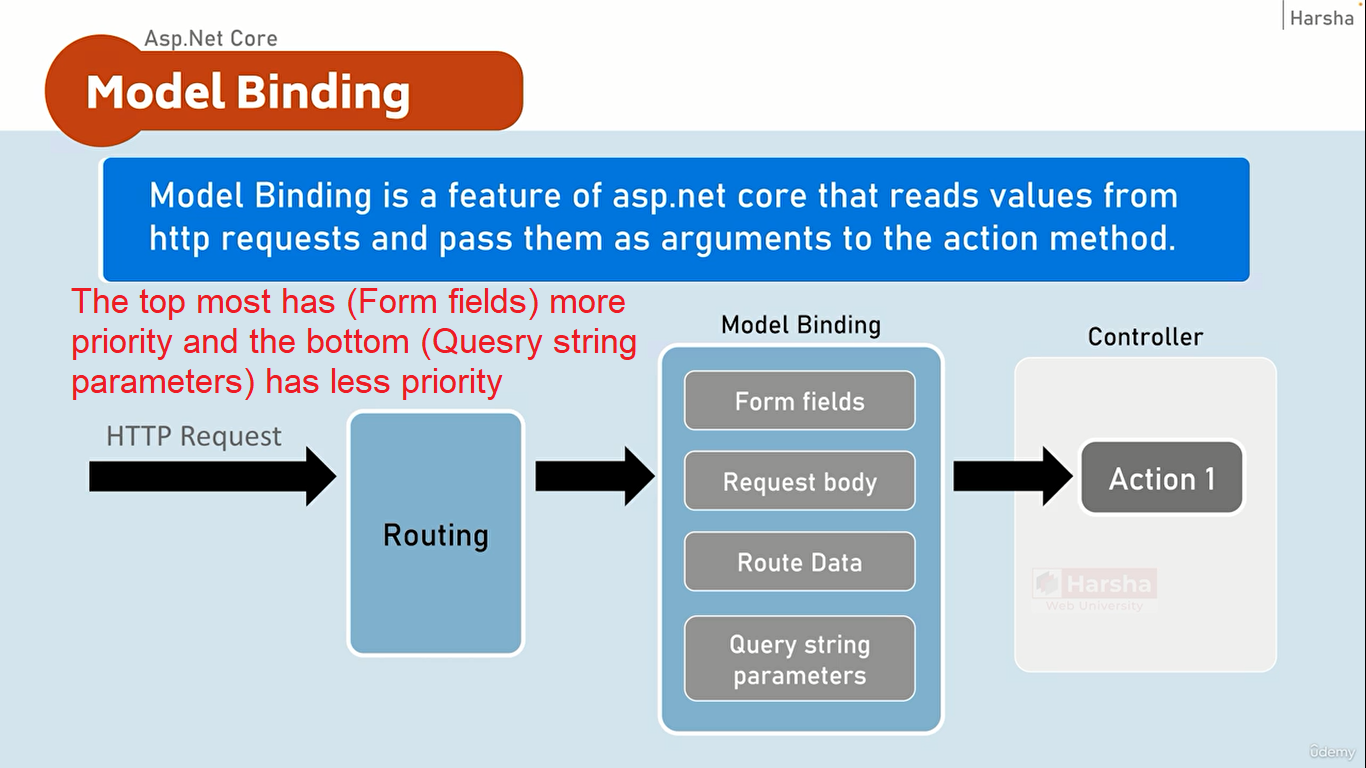 Harsha
Asp.Net Core
Model Binding
Model Binding is a feature of asp.net core that reads values from
http requests and pass them as arguments to the action method.
The top most has (Form fields) more
priority and the bottom (Quesry string
parameters) has less priority
HTTP Request
Routing
Model Binding
Form fields
Request body
Route Data
Query string
parameters
Controller
Action 1
Harsha
Web University
ûdemy